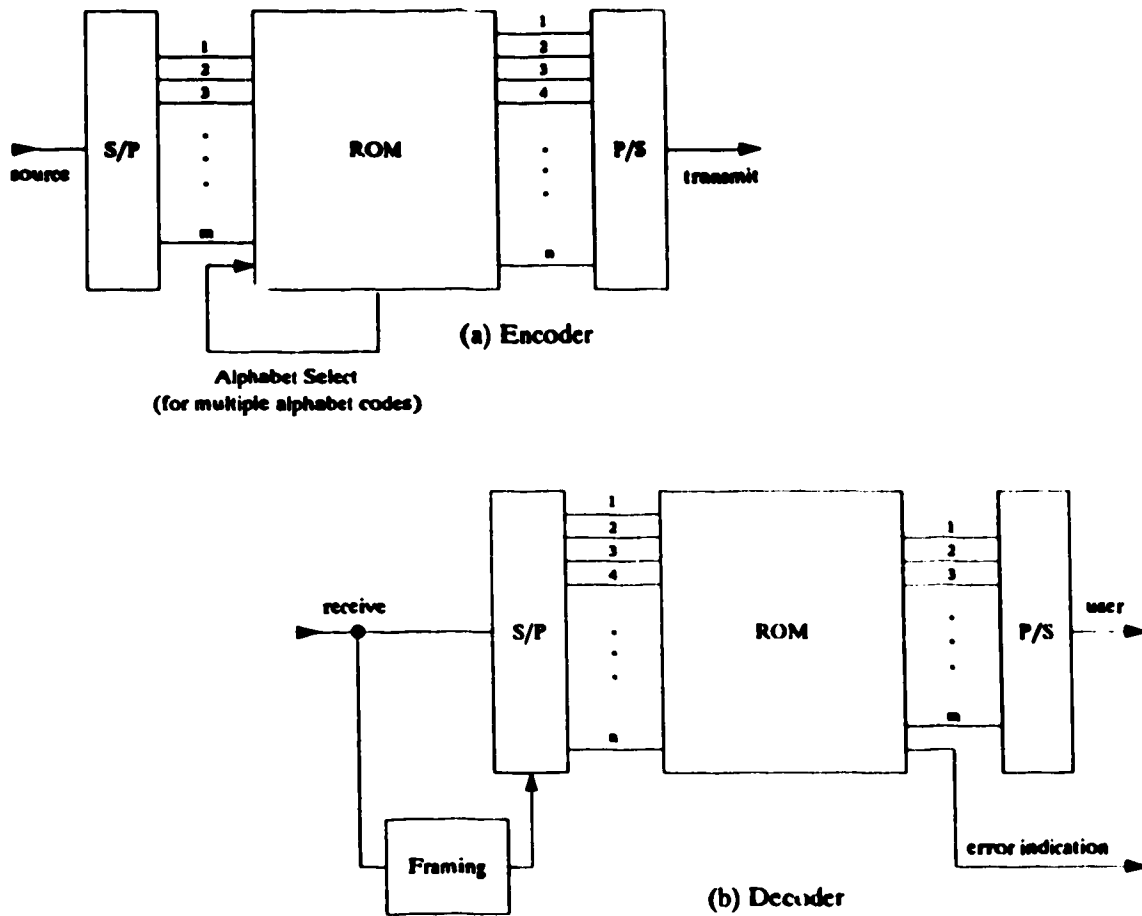 1
2
3
m
S/P
source
ROM
1
2
3
4
n
P/S
transmit
(a) Encoder
Alphabet Select
(for multiple alphabet codes)
receive
S/P
1
2
3
4
n
ROM
1
2
3
m
P/S
user
Framing
error indication
(b) Decoder